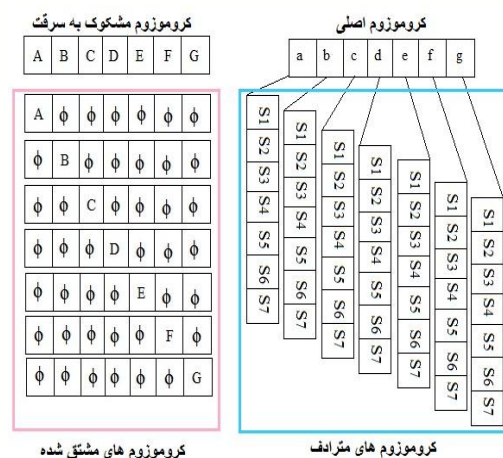 کروموزوم اصلی
a b c d e f g
S1 S2 S3 S4 S5 S6 S7
S1 S2 S3 S4 S5 S6 S7
S1 S2 S3 S4 S5 S6 S7
S1 S2 S3 S4 S5 S6 S7
S1 S2 S3 S4 S5 S6 S7
S1 S2 S3 S4 S5 S6 S7
S1 S2 S3 S4 S5 S6 S7
کروموزوم های مترادف
کروموزوم مشکوک به سرقت
A B C D E F G
A ϕ ϕ ϕ ϕ ϕ ϕ
ϕ B ϕ ϕ ϕ ϕ ϕ
ϕ ϕ C ϕ ϕ ϕ ϕ
ϕ ϕ ϕ D ϕ ϕ ϕ
ϕ ϕ ϕ ϕ E ϕ ϕ
ϕ ϕ ϕ ϕ ϕ F ϕ
ϕ ϕ ϕ ϕ ϕ ϕ G
کروموزوم های مشتق شده